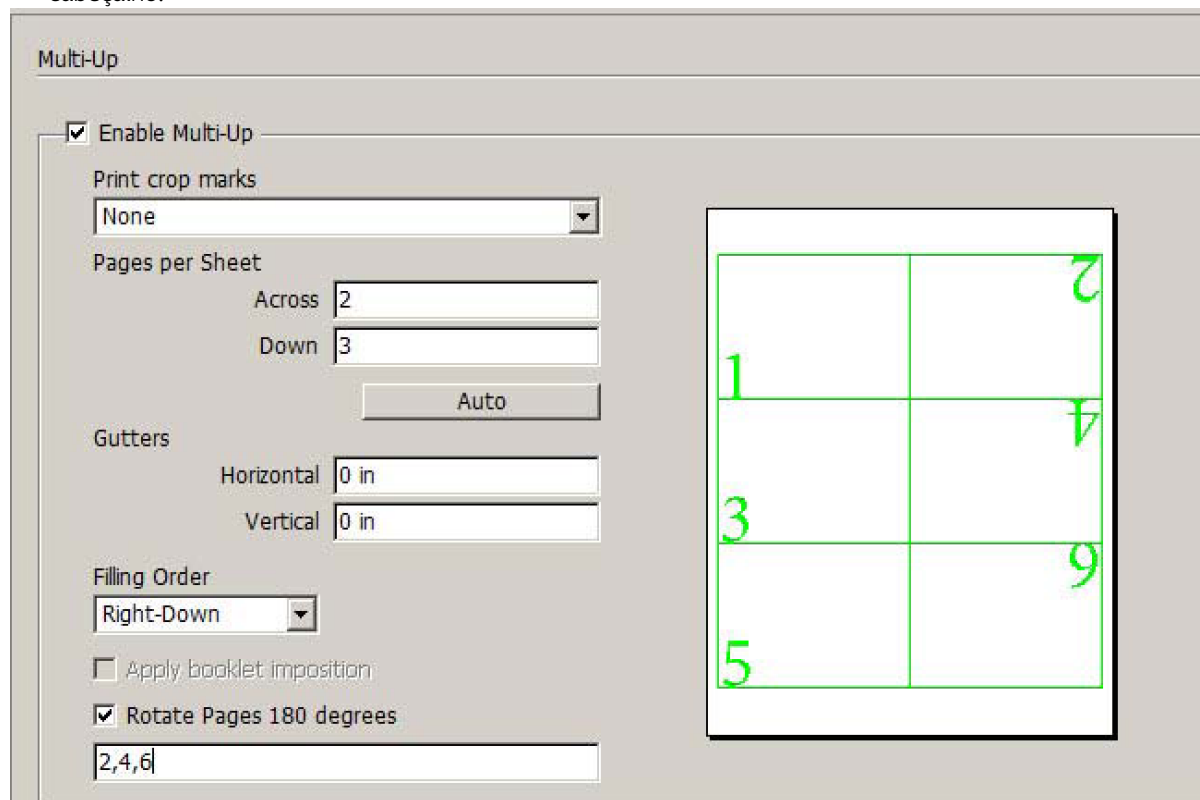 Multi-Up
Enable Multi-Up
Print crop marks
None
Pages per Sheet
Across 2
Down 3
Auto
Gutters
Horizontal 0 in
Vertical 0 in
Filling Order
Right-Down
Apply booklet imposition
Rotate Pages 180 degrees
2,4,6
1 2
3 4
5 6